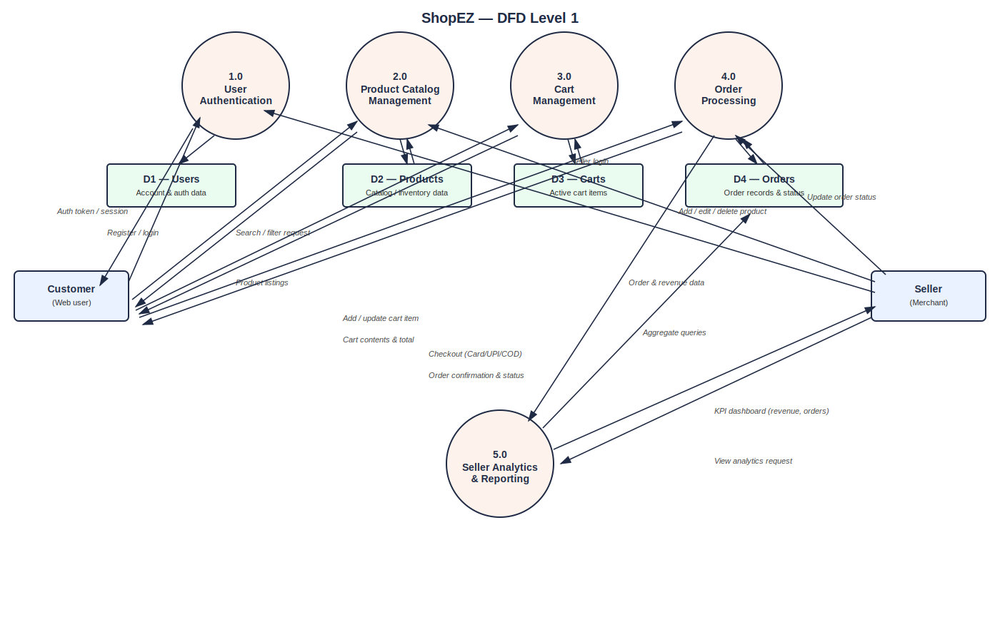 ShopEZ — DFD Level 1
1.0
User
Authentication
2.0
Product Catalog
Management
3.0
Cart
Management
4.0
Order
Processing
Seller login
D1 — Users
Account & auth data
D2 — Products
Catalog / inventory data
D3 — Carts
Active cart items
D4 — Orders
Order records & status
Update order status
Auth token / session
Add / edit / delete product
Register / login
Search / filter request
Product listings
Order & revenue data
Customer
(Web user)
Seller
(Merchant)
Add / update cart item
Aggregate queries
Cart contents & total
Checkout (Card/UPI/COD)
Order confirmation & status
KPI dashboard (revenue, orders)
5.0
Seller Analytics
& Reporting
View analytics request